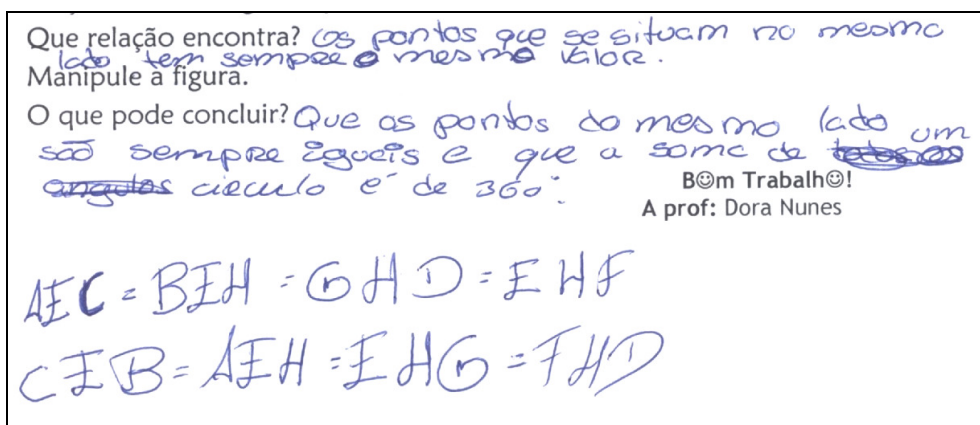 Que relação encontra? Os pontos que se situam no mesmo
lado tem sempre o mesmo valor.
Manipule a figura.
O que pode concluir? Que os pontos do mesmo lado
são sempre iguais e que a soma de um
circulo é de 360º.
B☺m Trabalh☺!
A prof: Dora Nunes
AEC = BEH = GHD = EHF
CEB = AEH = EHG = FHD